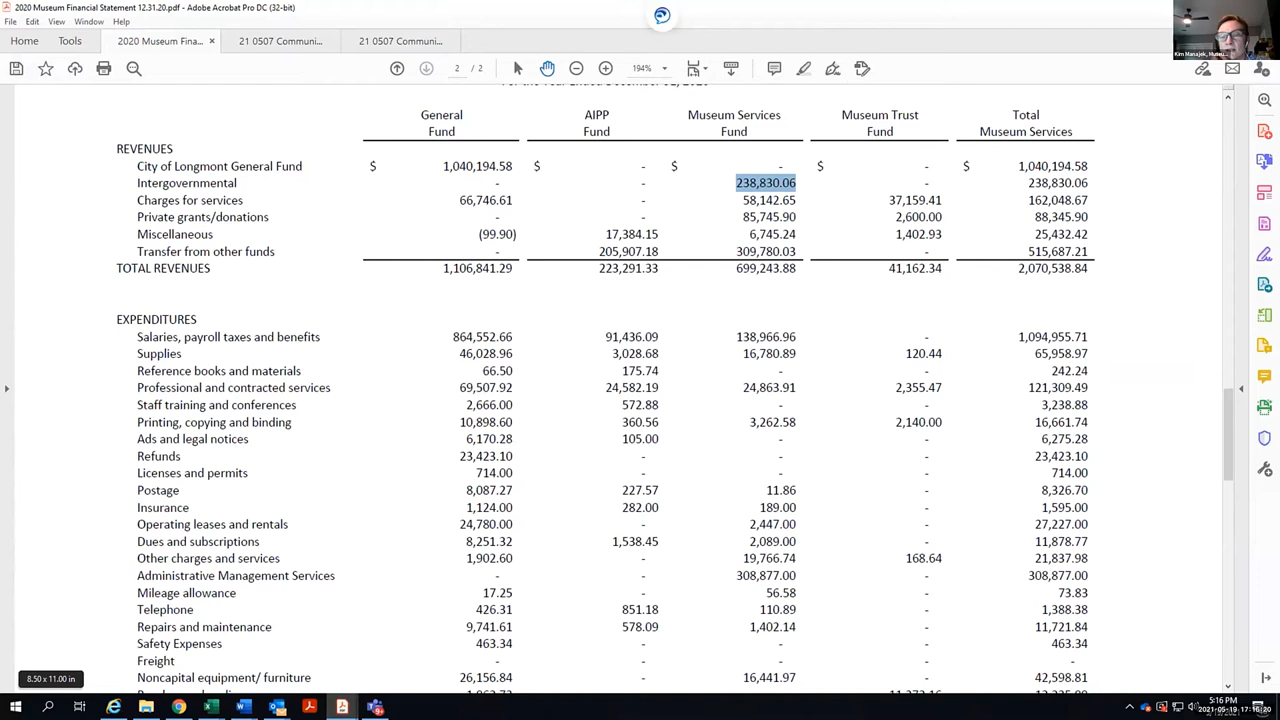 2020 Museum Financial Statement 12.31.20.pdf - Adobe Acrobat Pro DC (32-bit)
File Edit View Window Help
Home Tools 2020 Museum Fina... × 21 0507 Communi... 21 0507 Communi...
2 / 2 194%
General AIPP Museum Services Museum Trust Total
Fund Fund Fund Fund Museum Services
REVENUES
City of Longmont General Fund $ 1,040,194.58 $ - $ - $ - $ 1,040,194.58
Intergovernmental - - 238,830.06 - 238,830.06
Charges for services 66,746.61 - 58,142.65 37,159.41 162,048.67
Private grants/donations - - 85,745.90 2,600.00 88,345.90
Miscellaneous (99.90) 17,384.15 6,745.24 1,402.93 25,432.42
Transfer from other funds - 205,907.18 309,780.03 - 515,687.21
TOTAL REVENUES 1,106,841.29 223,291.33 699,243.88 41,162.34 2,070,538.84
EXPENDITURES
Salaries, payroll taxes and benefits 864,552.66 91,436.09 138,966.96 - 1,094,955.71
Supplies 46,028.96 3,028.68 16,780.89 120.44 65,958.97
Reference books and materials 66.50 175.74 - - 242.24
Professional and contracted services 69,507.92 24,582.19 24,863.91 2,355.47 121,309.49
Staff training and conferences 2,666.00 572.88 - - 3,238.88
Printing, copying and binding 10,898.60 360.56 3,262.58 2,140.00 16,661.74
Ads and legal notices 6,170.28 105.00 - - 6,275.28
Refunds 23,423.10 - - - 23,423.10
Licenses and permits 714.00 - - - 714.00
Postage 8,087.27 227.57 11.86 - 8,326.70
Insurance 1,124.00 282.00 189.00 - 1,595.00
Operating leases and rentals 24,780.00 - 2,447.00 - 27,227.00
Dues and subscriptions 8,251.32 1,538.45 2,089.00 - 11,878.77
Other charges and services 1,902.60 - 19,766.74 168.64 21,837.98
Administrative Management Services - - 308,877.00 - 308,877.00
Mileage allowance 17.25 - 56.58 - 73.83
Telephone 426.31 851.18 110.89 - 1,388.38
Repairs and maintenance 9,741.61 578.09 1,402.14 - 11,721.84
Safety Expenses 463.34 - - - 463.34
Freight - - - - -
Noncapital equipment/ furniture 26,156.84 - 16,441.97 - 42,598.81
8.50 x 11.00 in
5:16 PM
2021-05-19 17:16:20